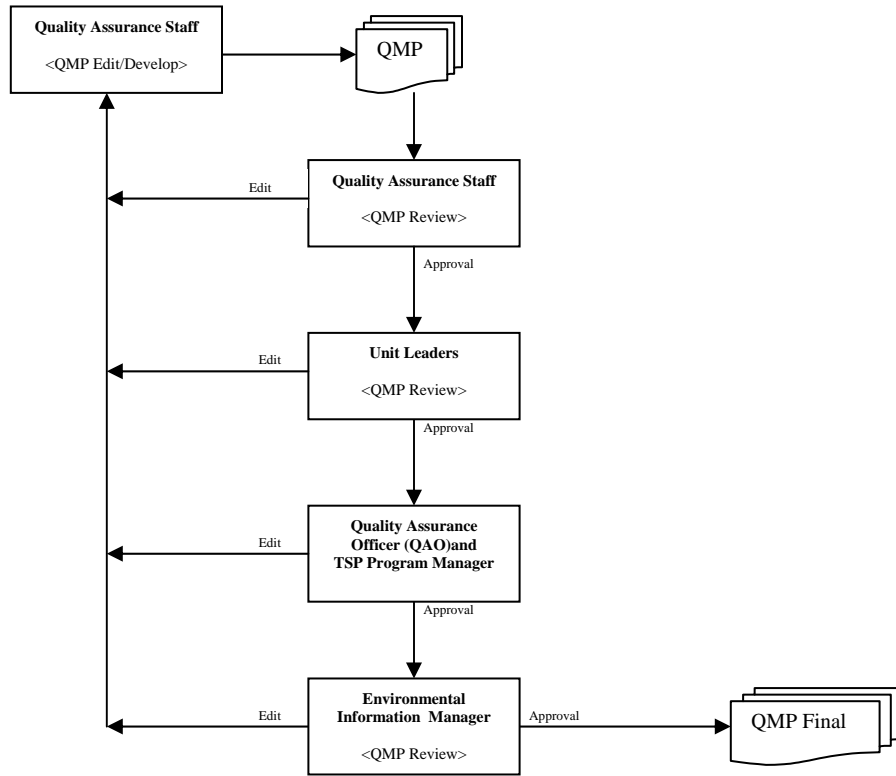 Quality Assurance Staff
<QMP Edit/Develop>
QMP
Quality Assurance Staff
<QMP Review>
Edit
Approval
Unit Leaders
<QMP Review>
Edit
Approval
Quality Assurance
Officer (QAO)and
TSP Program Manager
Edit
Approval
Environmental
Information Manager
<QMP Review>
Edit
Approval
QMP Final